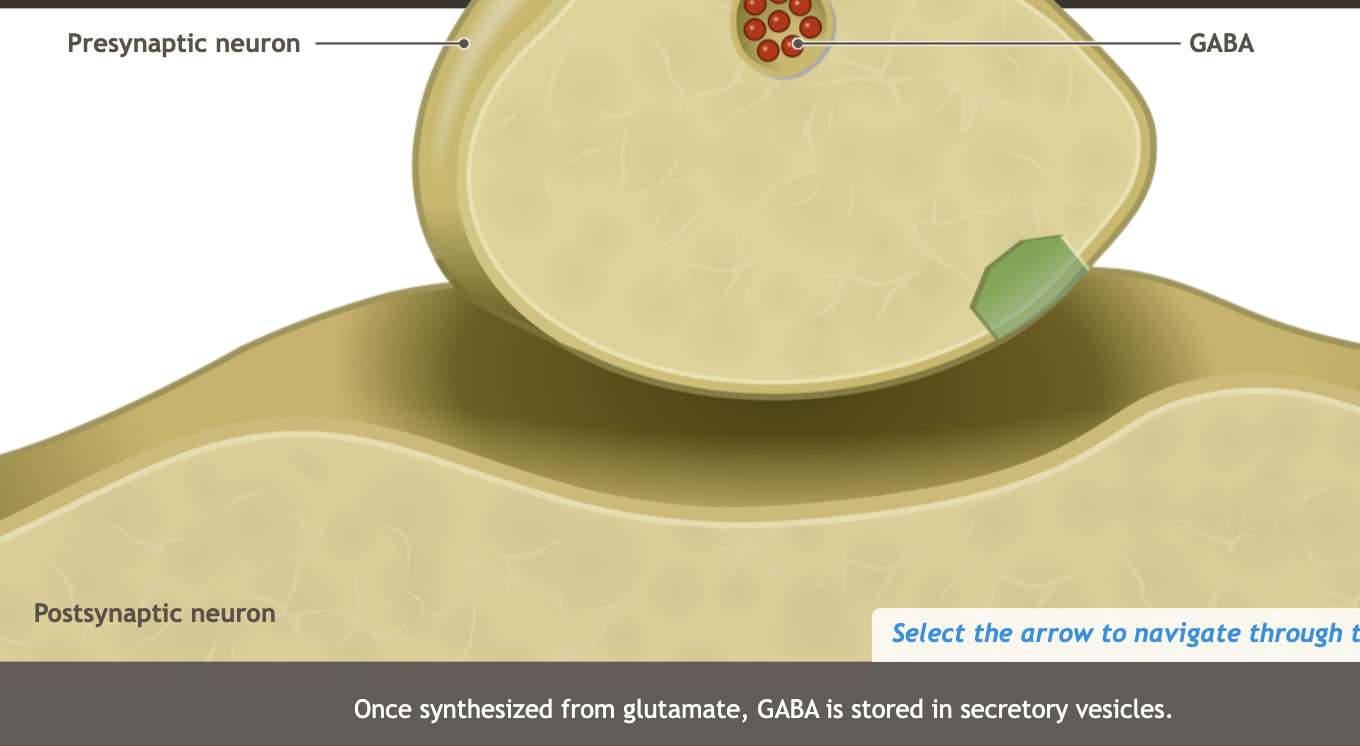 Presynaptic neuron
GABA
Postsynaptic neuron
Select the arrow to navigate through
Once synthesized from glutamate, GABA is stored in secretory vesicles.